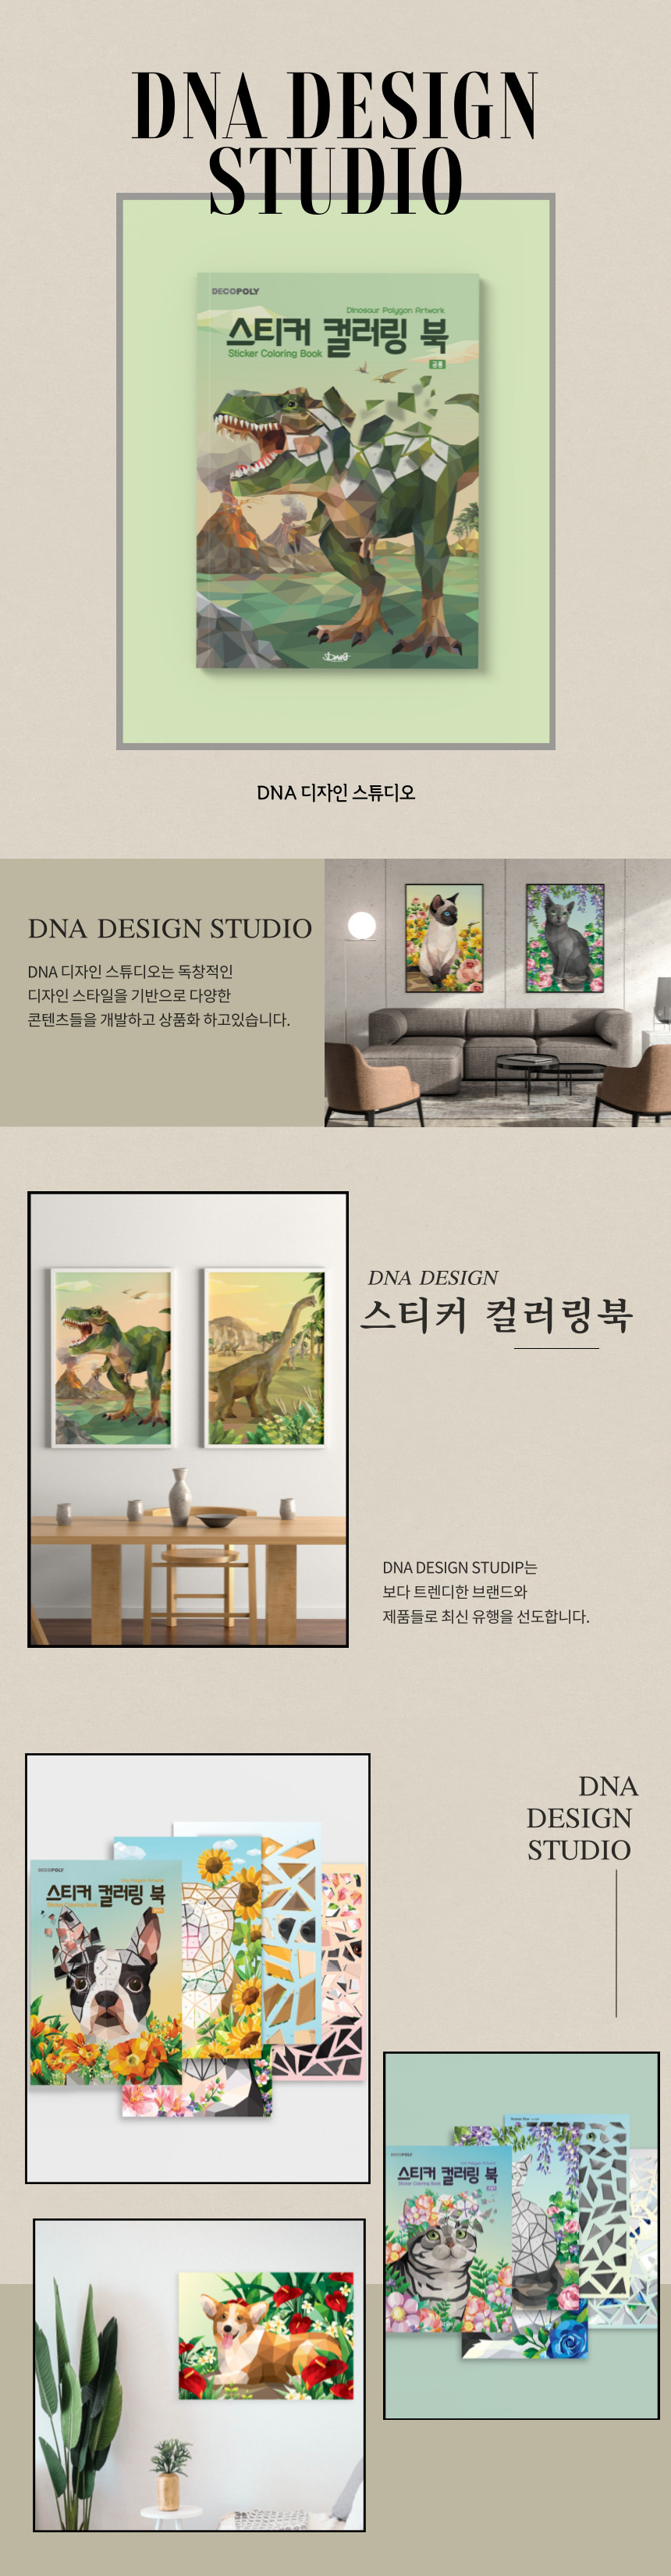 DNA DESIGN
STUDIO
DECOPOLY
Dinosaur Polygon Artwork
스티커 컬러링 북
Sticker Coloring Book
공룡
DNA 디자인 스튜디오
DNA DESIGN STUDIO
DNA 디자인 스튜디오는 독창적인
디자인 스타일을 기반으로 다양한
콘텐츠들을 개발하고 상품화 하고있습니다.
DNA DESIGN
스티커 컬러링북
DNA DESIGN STUDIP는
보다 트렌디한 브랜드와
제품들로 최신 유행을 선도합니다.
DNA
DESIGN
STUDIO
DECOPOLY
스티커 컬러링 북
Sticker Coloring Book
DECOPOLY
스티커 컬러링 북
Sticker Coloring Book